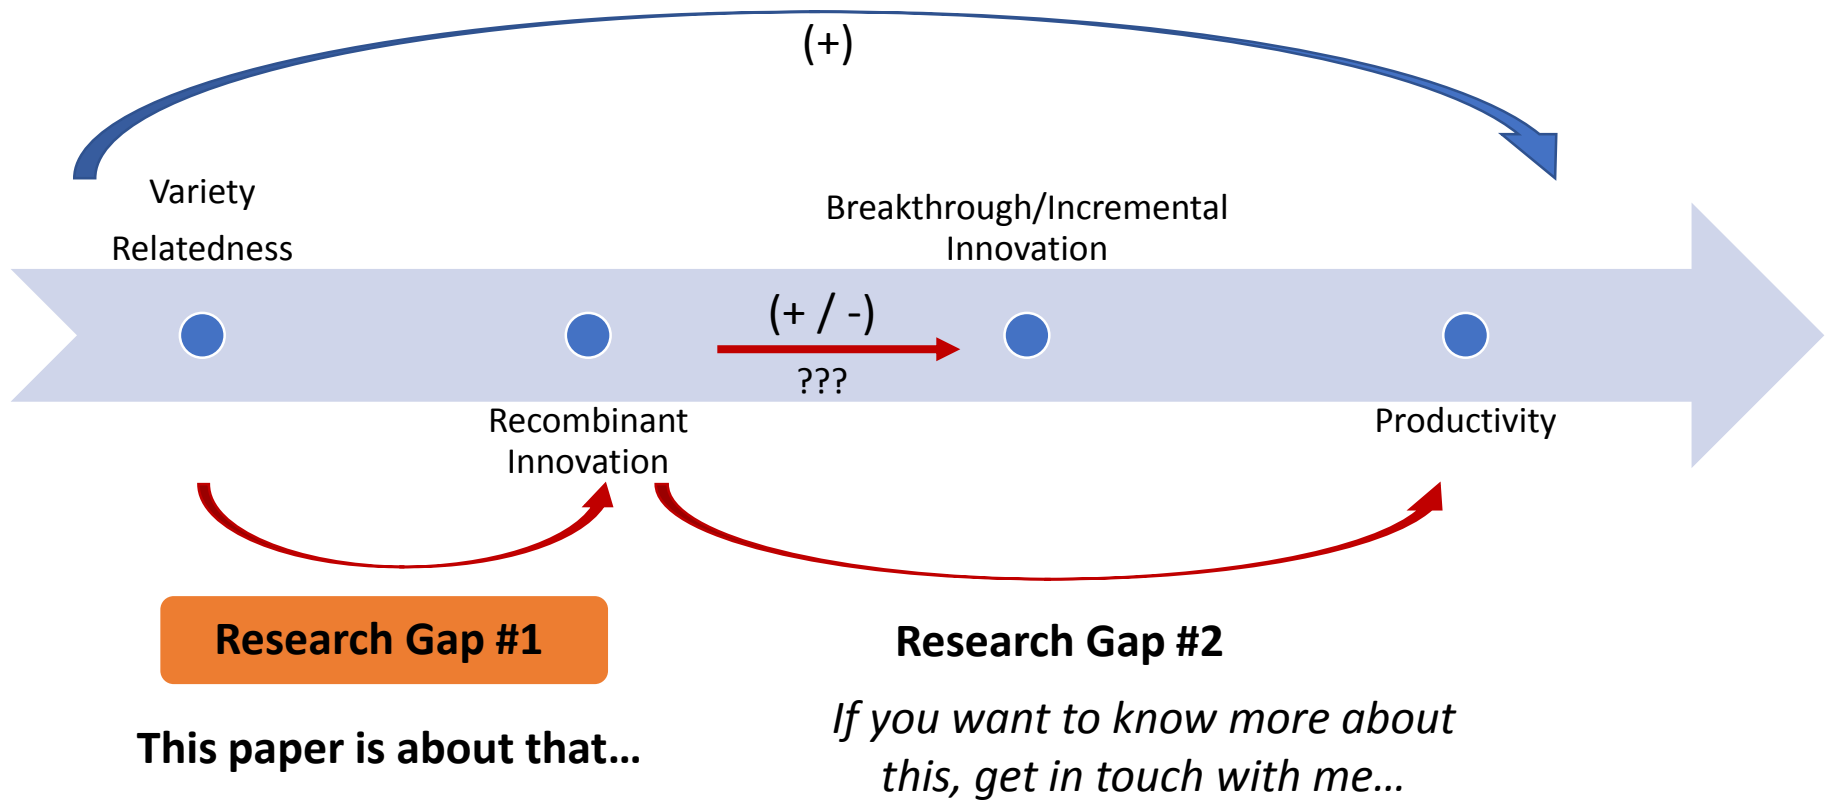 (+)
Variety
Relatedness
Breakthrough/Incremental
Innovation
(+ / -)
???
Recombinant
Innovation
Productivity
Research Gap #1
This paper is about that…
Research Gap #2
If you want to know more about
this, get in touch with me…